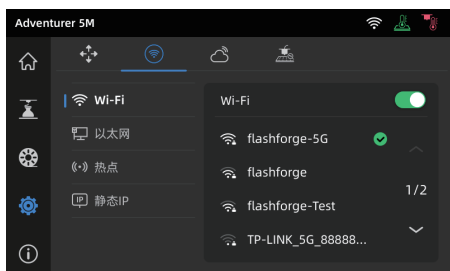 Adventurer 5M
Wi-Fi
以太网
热点
IP 静态IP
Wi-Fi
flashforge-5G
flashforge
flashforge-Test
TP-LINK_5G_88888...
1/2